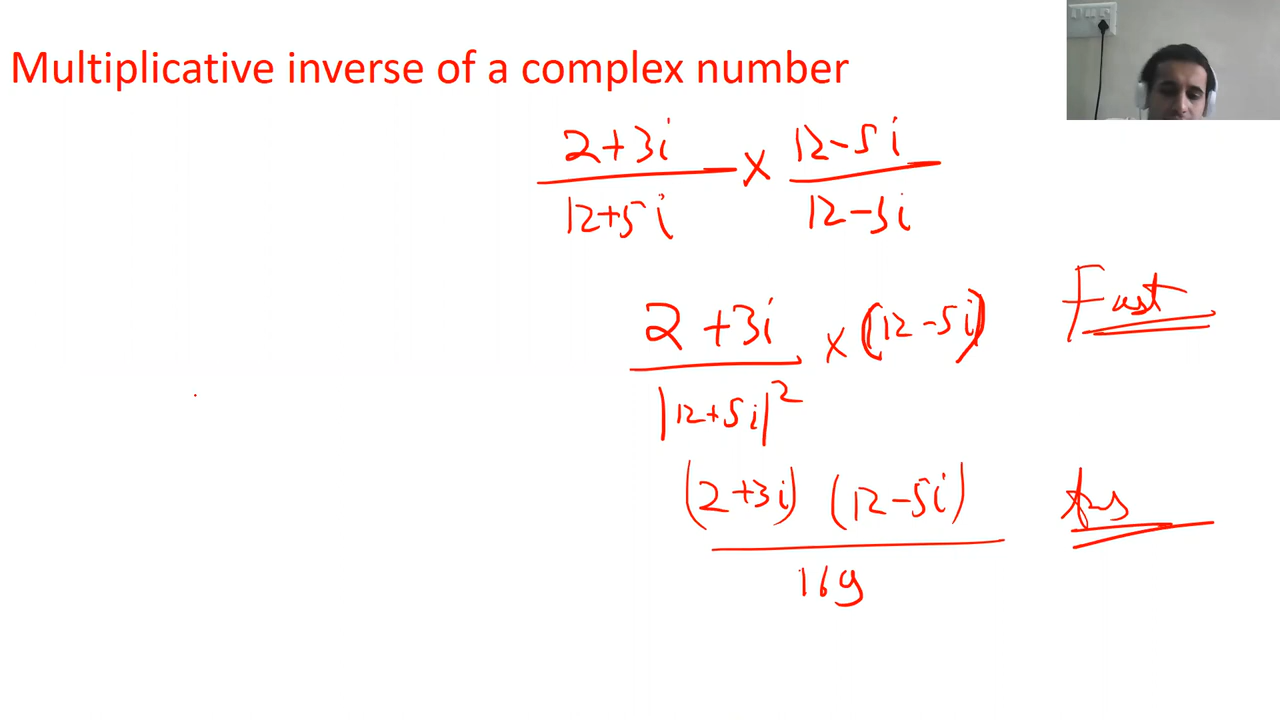 Multiplicative inverse of a complex number
2+3i / 12+5i × 12-5i / 12-5i
2+3i / |12+5i|² × (12-5i)
Fast
(2+3i) (12-5i) / 169
Ans